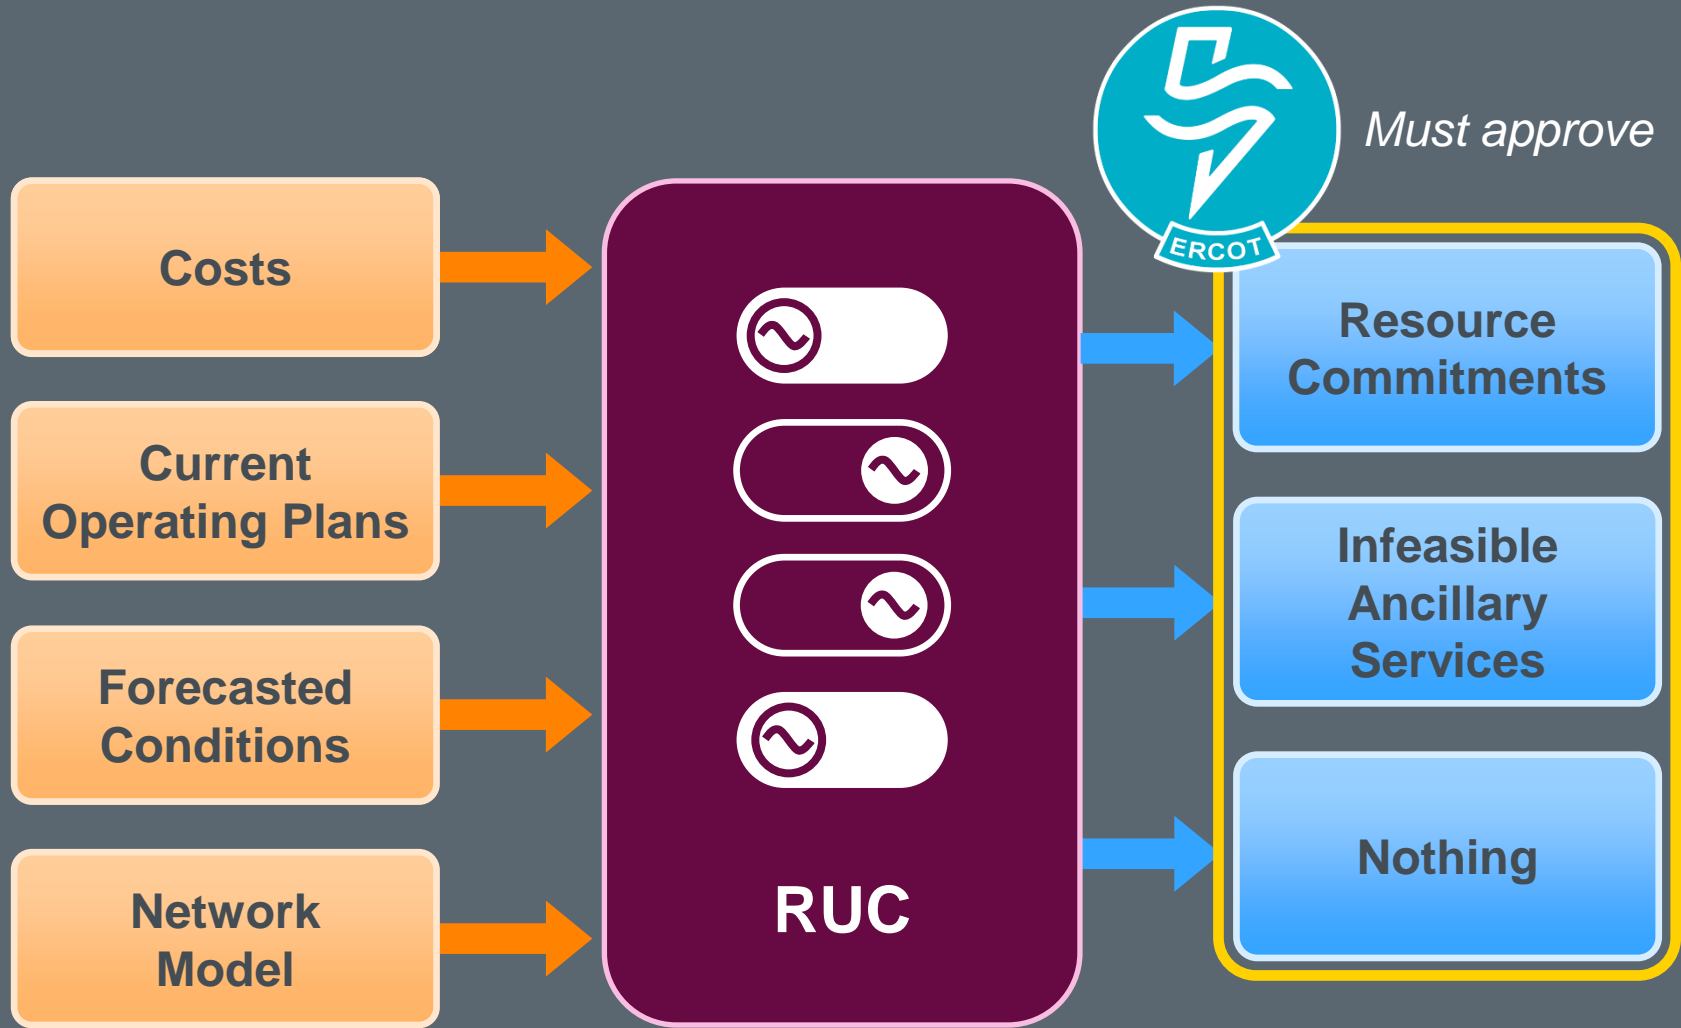 ERCOT
Must approve
Costs
Current
Operating Plans
Forecasted
Conditions
Network
Model
RUC
Resource
Commitments
Infeasible
Ancillary
Services
Nothing